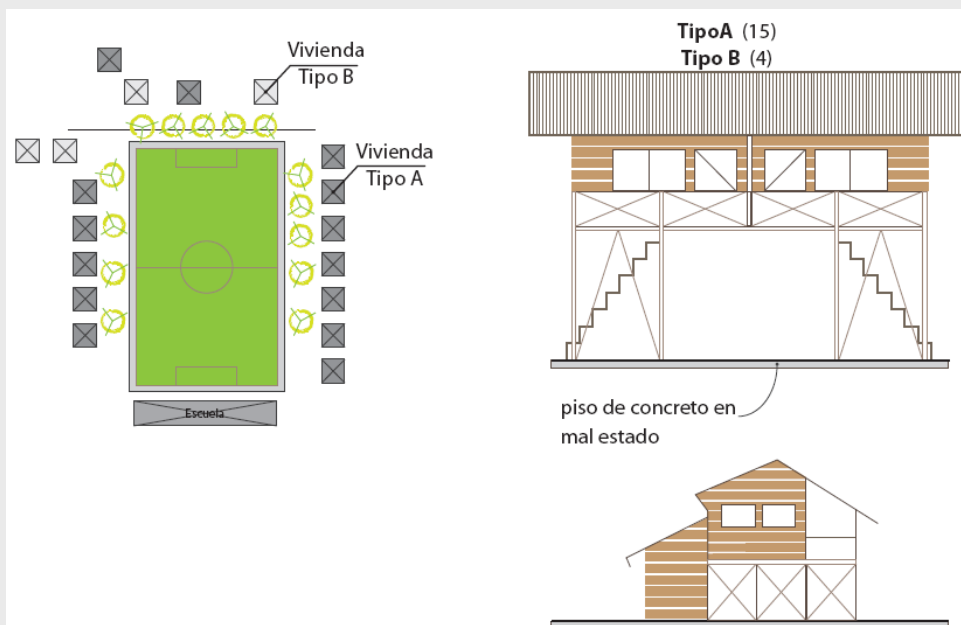 Vivienda
Tipo B
Vivienda
Tipo A
Escuela
TipoA (15)
Tipo B (4)
piso de concreto en
mal estado